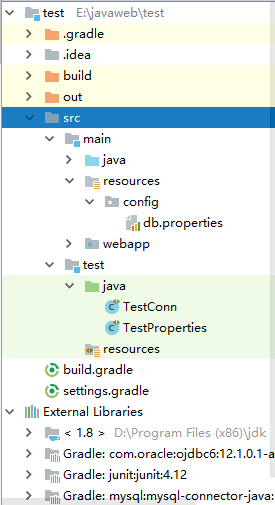 test E:\javaweb\test
.gradle
.idea
build
out
src
main
java
resources
config
db.properties
webapp
test
java
TestConn
TestProperties
resources
build.gradle
settings.gradle
External Libraries
< 1.8 > D:\Program Files (x86)\jdk
Gradle: com.oracle:ojdbc6:12.1.0.1-a
Gradle: junit:junit:4.12
Gradle: mysql:mysql-connector-java: